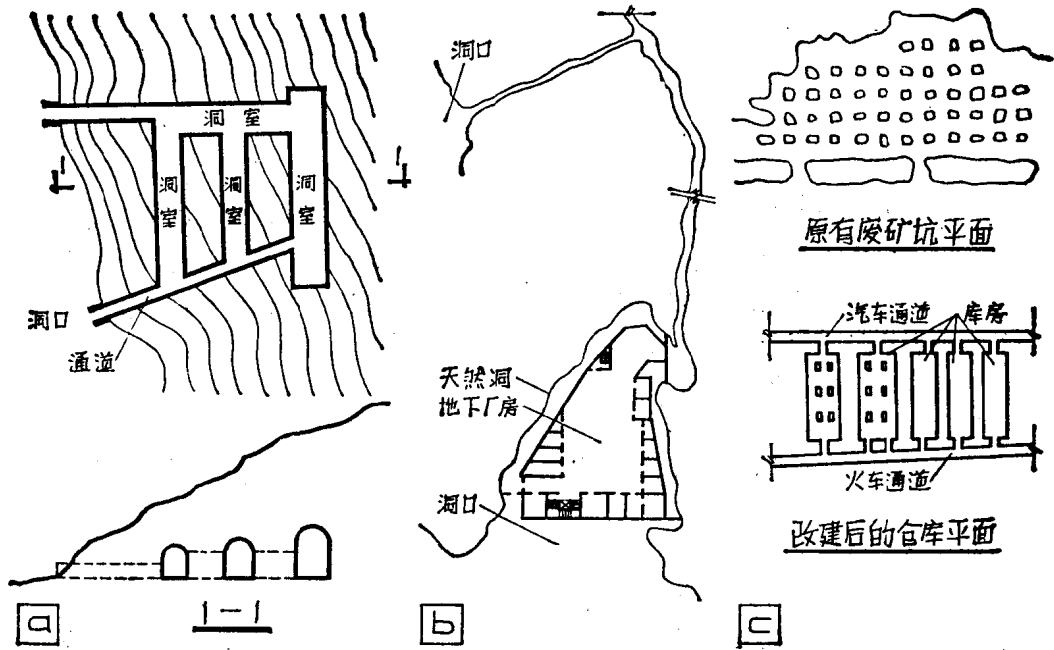 洞室
洞室
洞室
洞室
1
1
洞口
通道
1-1
a
洞口
天然洞
地下厂房
洞口
b
原有废矿坑平面
汽车通道
库房
火车通道
改建后的仓库平面
c